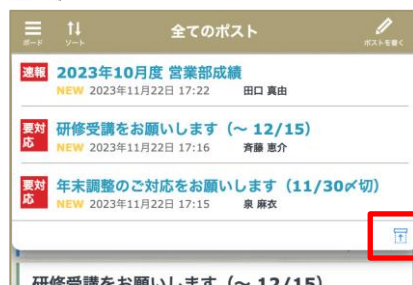 ボード
ソート
全てのポスト
ポストを書く
速報 2023年10月度 営業部成績
NEW 2023年11月22日 17:22 田口 真由
要対応 研修受講をお願いします（〜 12/15）
NEW 2023年11月22日 17:16 斉藤 恵介
要対応 年末調整のご対応をお願いします（11/30〆切）
NEW 2023年11月22日 17:15 泉 麻衣
研修受講をお願いします（〜 12/15）